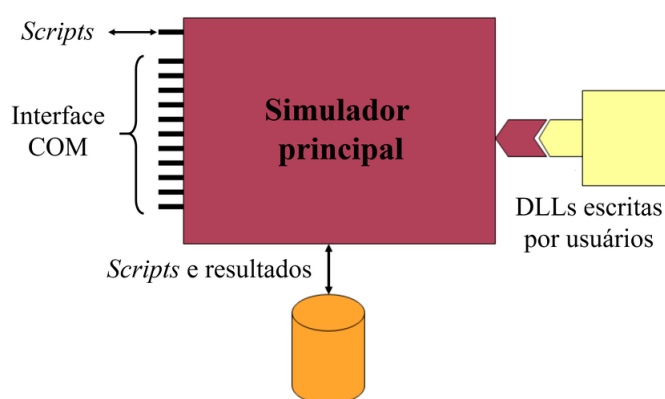 Scripts
Interface
COM
Simulador
principal
DLLs escritas
por usuários
Scripts e resultados